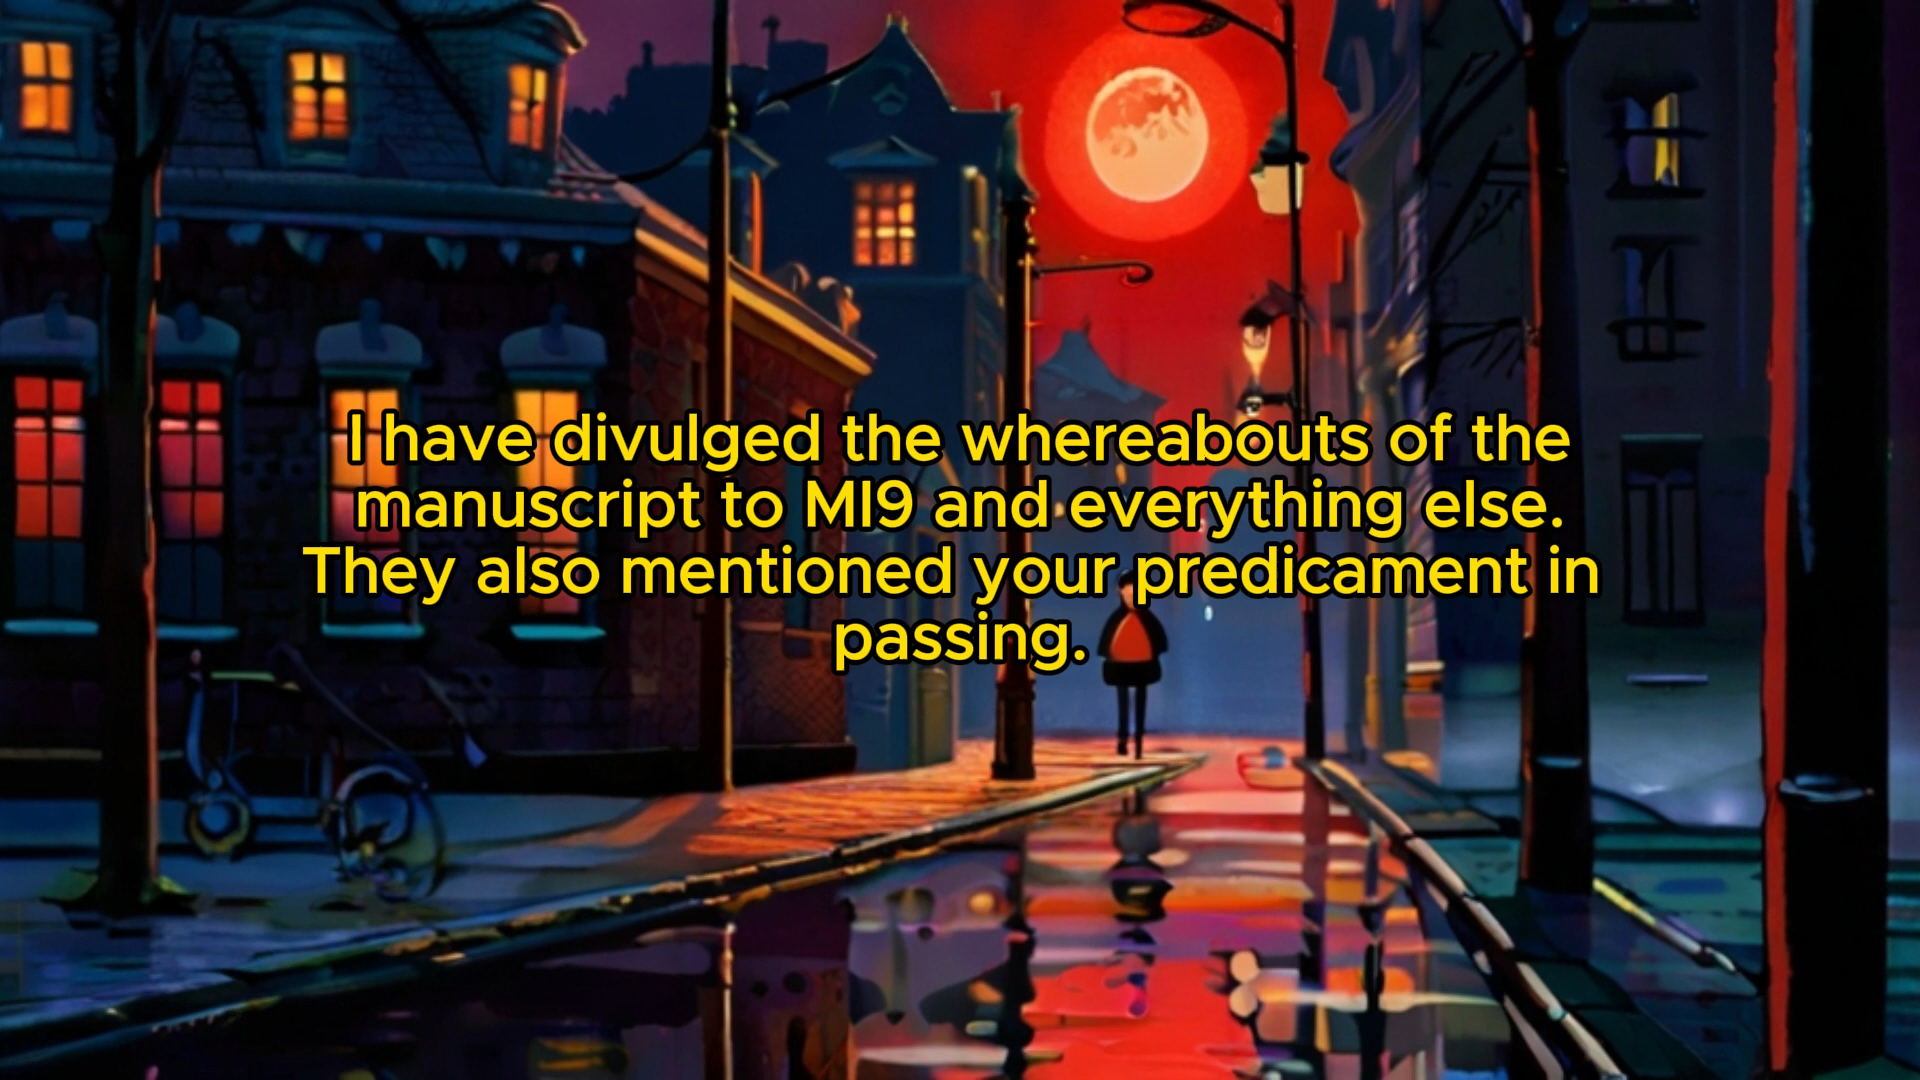 I have divulged the whereabouts of the
manuscript to MI9 and everything else.
They also mentioned your predicament in
passing.